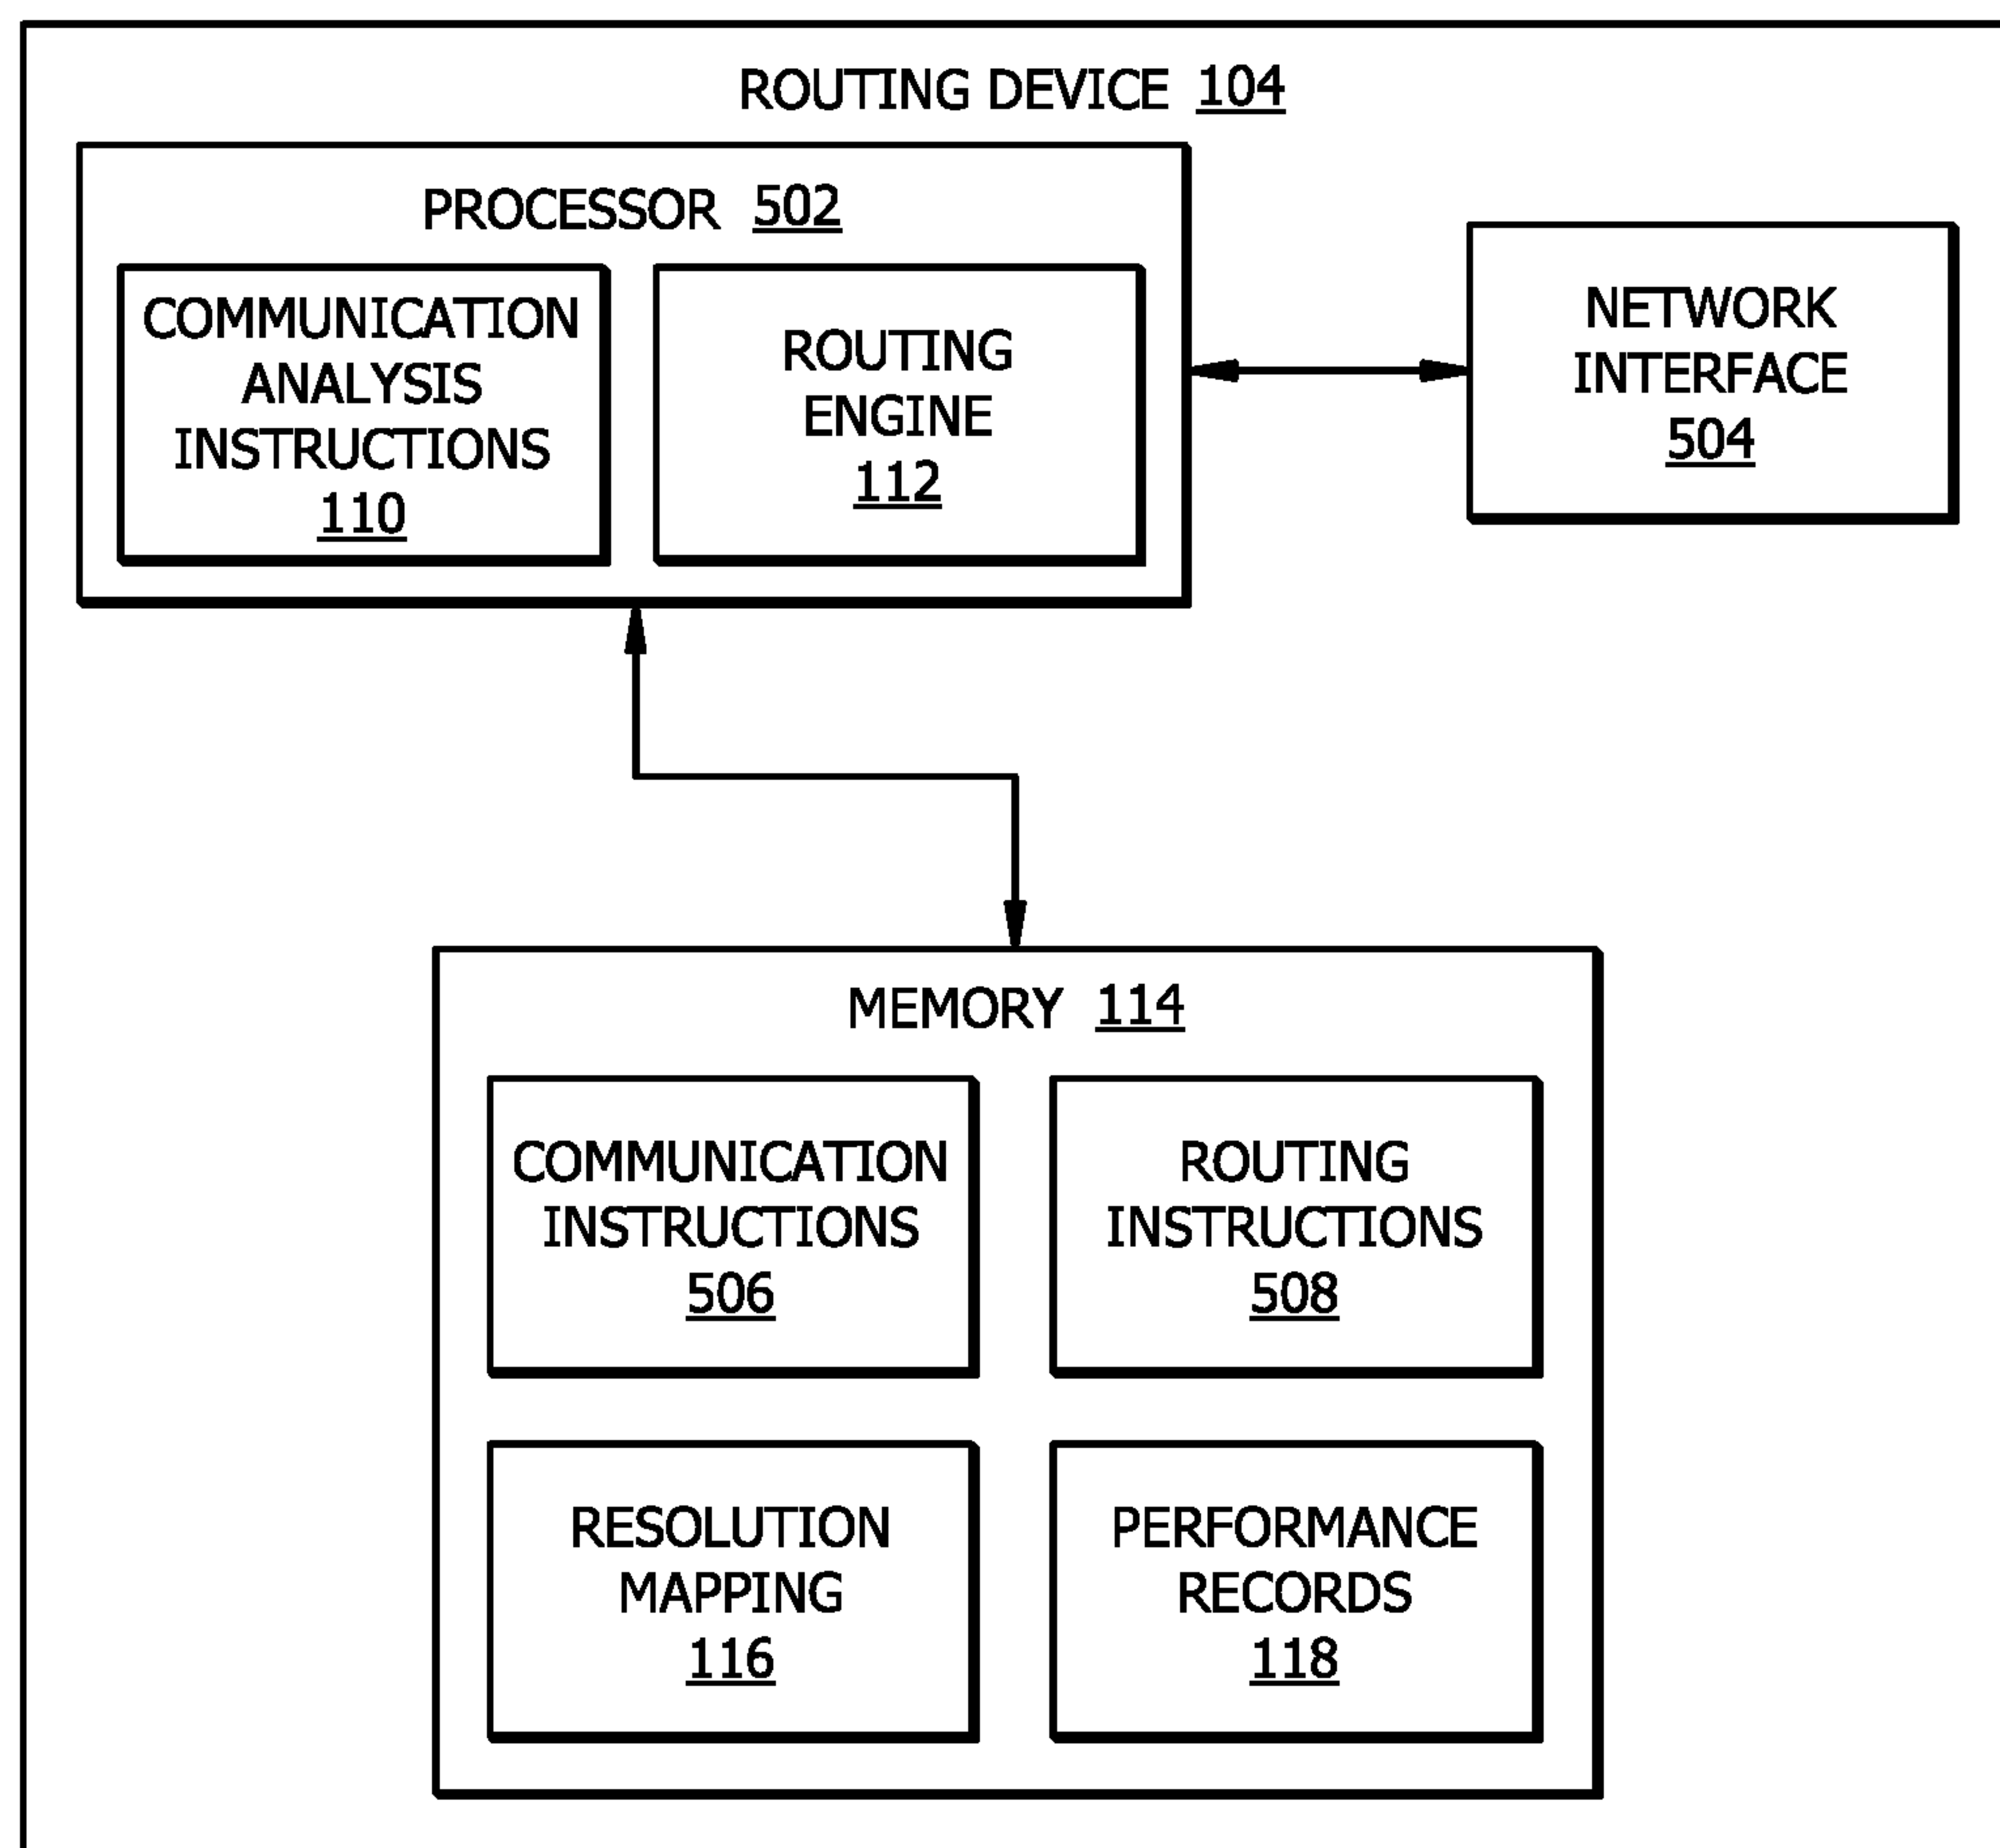 ROUTING DEVICE 104
PROCESSOR 502
COMMUNICATION
ANALYSIS
INSTRUCTIONS
110
ROUTING
ENGINE
112
NETWORK
INTERFACE
504
MEMORY 114
COMMUNICATION
INSTRUCTIONS
506
ROUTING
INSTRUCTIONS
508
RESOLUTION
MAPPING
116
PERFORMANCE
RECORDS
118